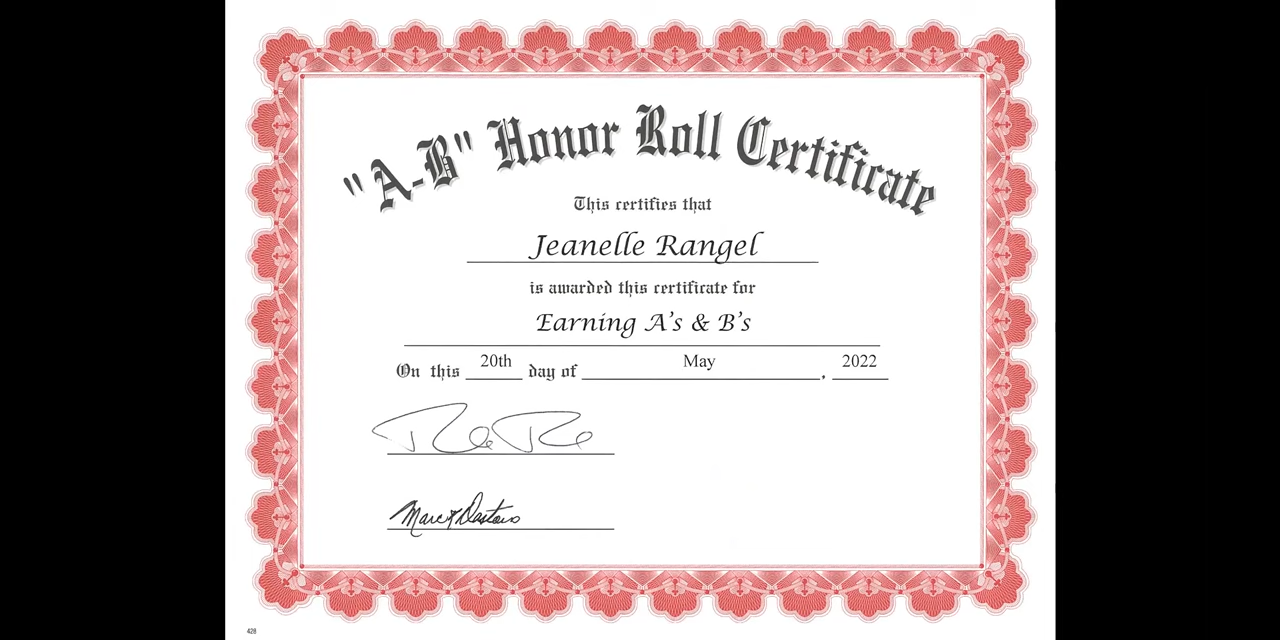 "A-B" Honor Roll Certificate
This certifies that
Jeanelle Rangel
is awarded this certificate for
Earning A's & B's
On this 20th day of May, 2022
428